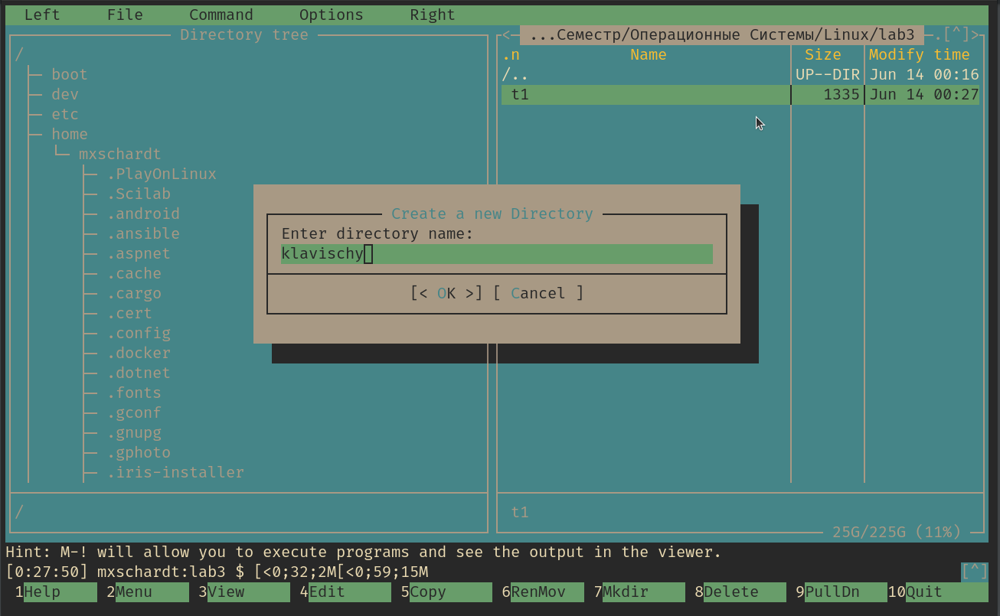 Left File Command Options Right
Directory tree
/
boot
dev
etc
home
mxschardt
.PlayOnLinux
.Scilab
.android
.ansible
.aspnet
.cache
.cargo
.cert
.config
.docker
.dotnet
.fonts
.gconf
.gnupg
.gphoto
.iris-installer
/
<─ ...Семестр/Операционные Системы/Linux/lab3 ─.[^]>
.n Name Size Modify time
/.. UP--DIR Jun 14 00:16
t1 1335 Jun 14 00:27
t1
25G/225G (11%)
Create a new Directory
Enter directory name:
klavischy
[< OK >] [ Cancel ]
Hint: M-! will allow you to execute programs and see the output in the viewer.
[0:27:50] mxschardt:lab3 $ [<0;32;2M[<0;59;15M [^]
1Help 2Menu 3View 4Edit 5Copy 6RenMov 7Mkdir 8Delete 9PullDn 10Quit